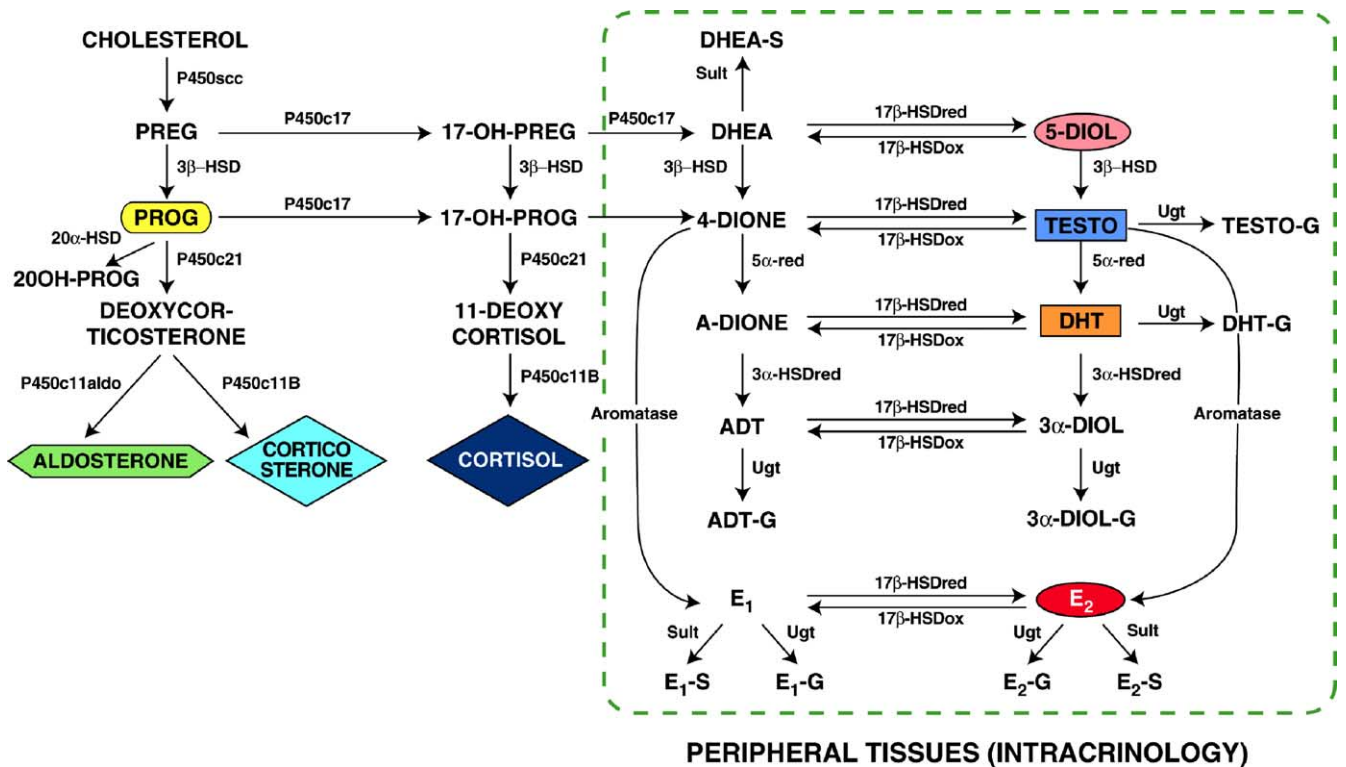 CHOLESTEROL
DHEA-S
P450scc
Sult
PREG
P450c17
17-OH-PREG
P450c17
DHEA
17β-HSDred
17β-HSDox
5-DIOL
3β–HSD
3β–HSD
3β–HSD
3β–HSD
PROG
P450c17
17-OH-PROG
4-DIONE
17β-HSDred
17β-HSDox
TESTO
Ugt
TESTO-G
20α-HSD
P450c21
P450c21
5α-red
5α-red
20OH-PROG
DEOXYCOR-
TICOSTERONE
11-DEOXY
CORTISOL
A-DIONE
17β-HSDred
17β-HSDox
DHT
Ugt
DHT-G
P450c11aldo
P450c11B
P450c11B
3α-HSDred
3α-HSDred
Aromatase
Aromatase
ADT
17β-HSDred
17β-HSDox
3α-DIOL
ALDOSTERONE
CORTICO
STERONE
CORTISOL
Ugt
Ugt
ADT-G
3α-DIOL-G
E1
17β-HSDred
17β-HSDox
E2
Sult
Ugt
Ugt
Sult
E1-S
E1-G
E2-G
E2-S
PERIPHERAL TISSUES (INTRACRINOLOGY)